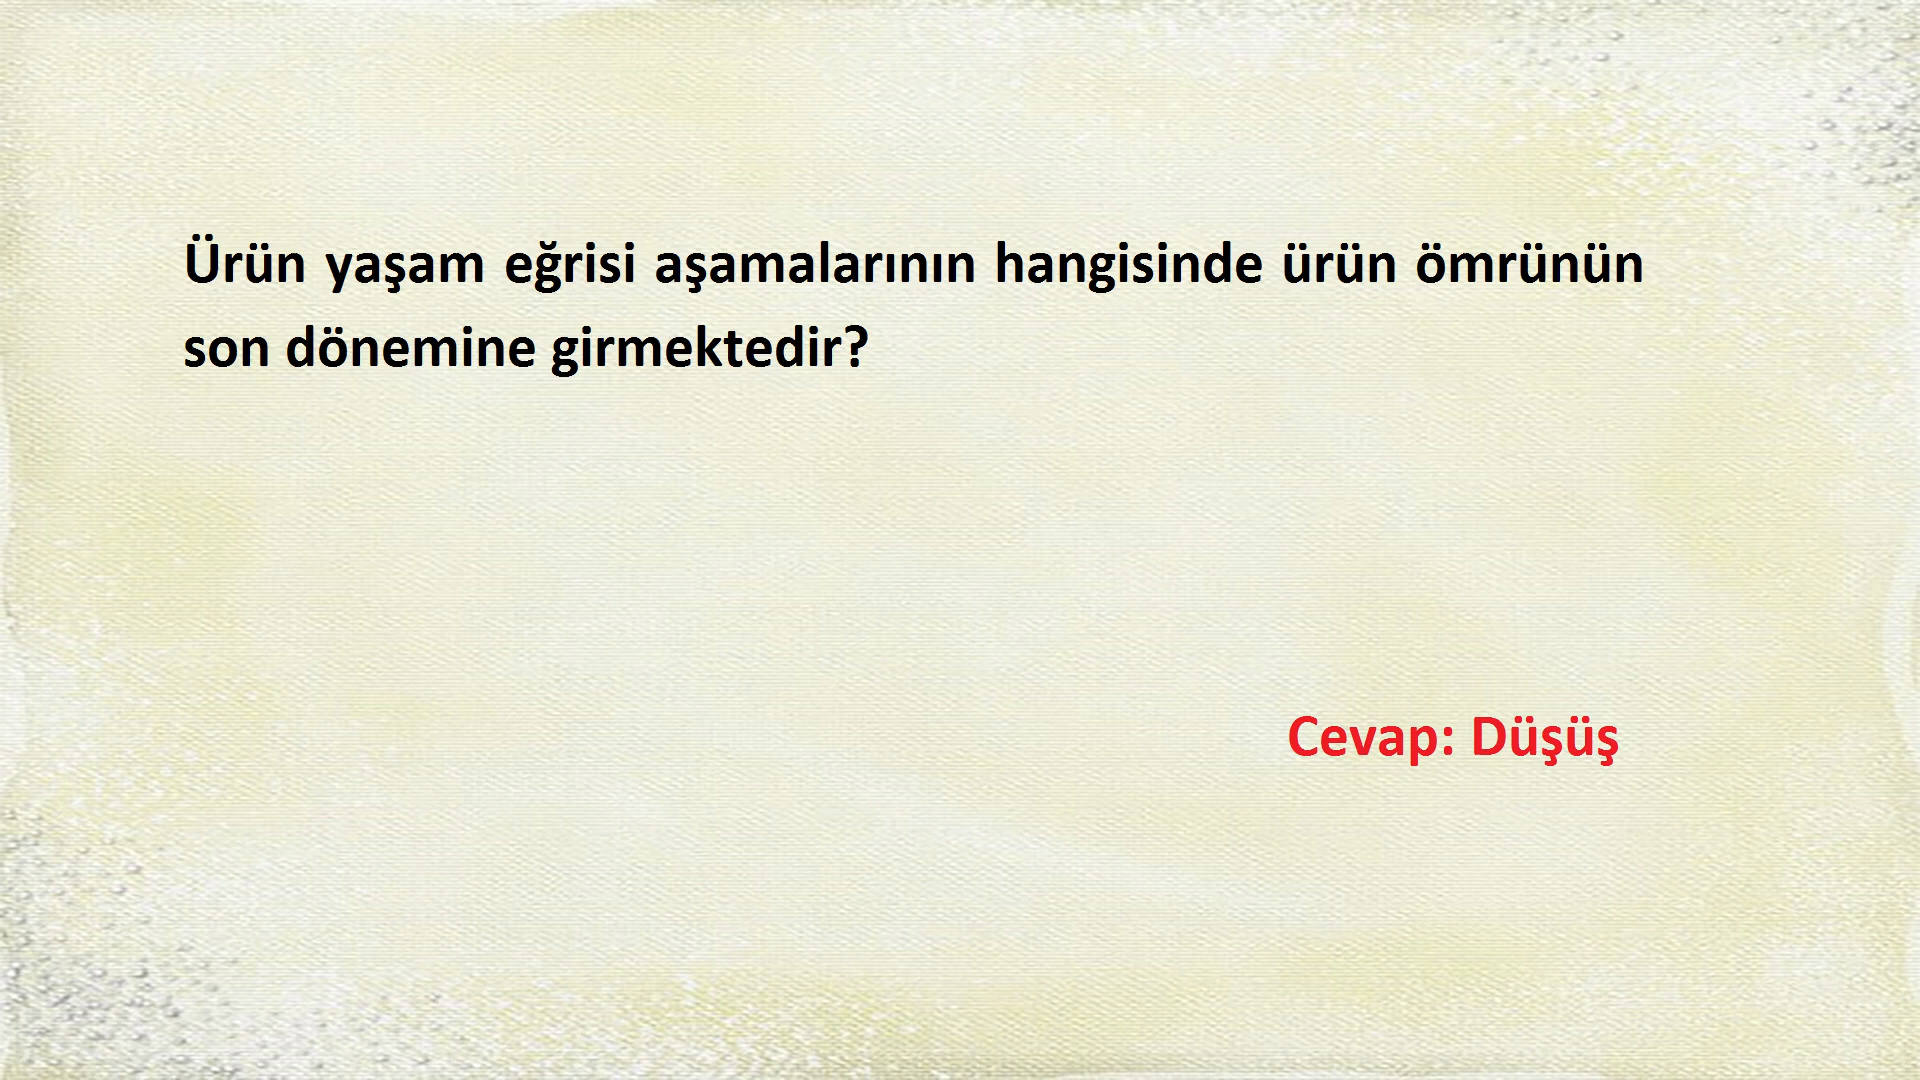 Ürün yaşam eğrisi aşamalarının hangisinde ürün ömrünün
son dönemine girmektedir?
Cevap: Düşüş